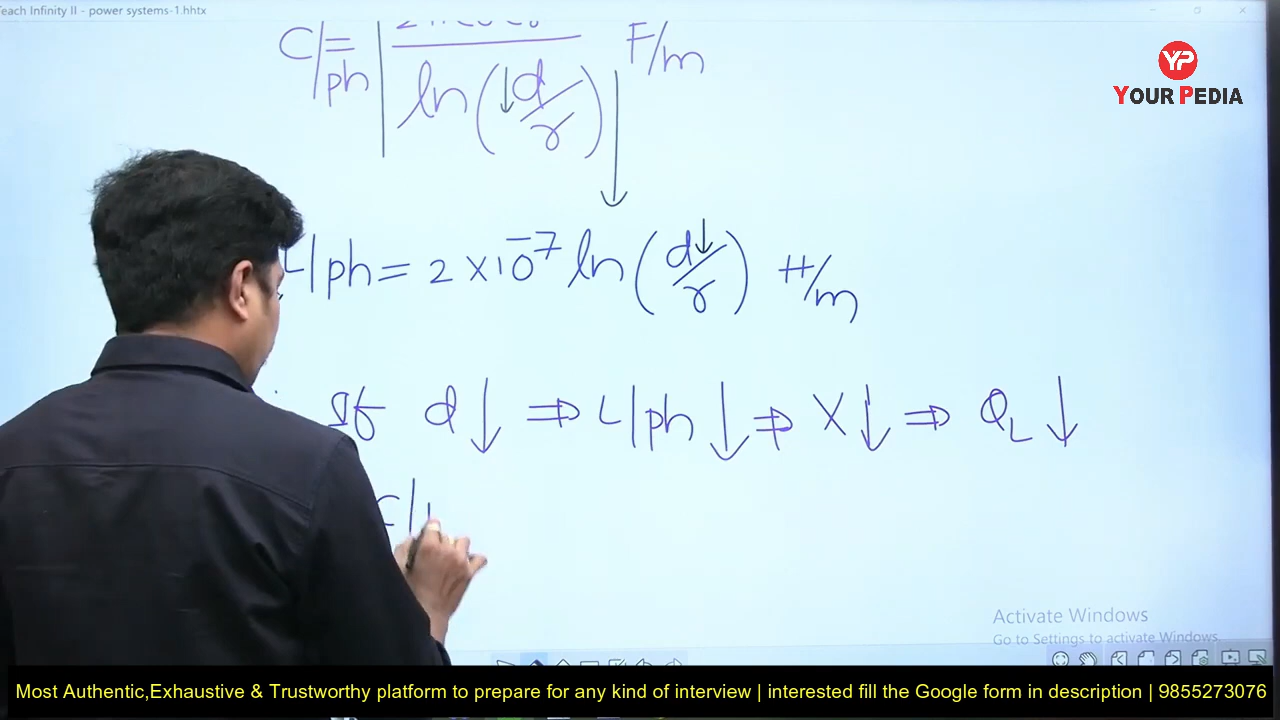 Teach Infinity II - power systems-1.hhtx
YP
YOUR PEDIA
C/ph = F/m
ln(↓d/r) ↓
L/ph = 2 × 10⁻⁷ ln(d↓/r) H/m
If d ↓ ⇒ L/ph ↓ ⇒ X ↓ ⇒ Q_L ↓
C/
Activate Windows
Go to Settings to activate Windows.
Most Authentic,Exhaustive & Trustworthy platform to prepare for any kind of interview | interested fill the Google form in description | 9855273076